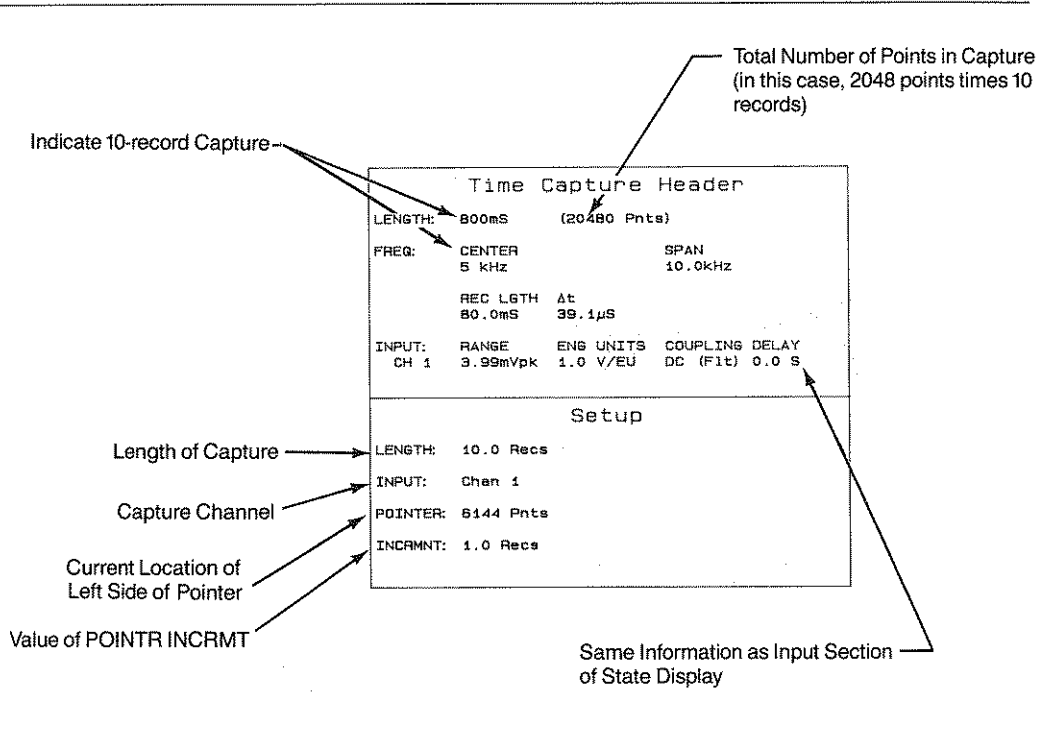 Total Number of Points in Capture
(in this case, 2048 points times 10
records)
Indicate 10-record Capture
Time Capture Header
LENGTH: 800mS (20480 Pnts)
FREQ: CENTER SPAN
5 kHz 10.0kHz
REC LGTH Δt
80.0mS 39.1µS
INPUT: RANGE ENG UNITS COUPLING DELAY
CH 1 3.99mVpk 1.0 V/EU DC (Flt) 0.0 S
Setup
Length of Capture
LENGTH: 10.0 Recs
INPUT: Chan 1
Capture Channel
POINTER: 6144 Pnts
INCRMNT: 1.0 Recs
Current Location of
Left Side of Pointer
Value of POINTR INCRMT
Same Information as Input Section
of State Display